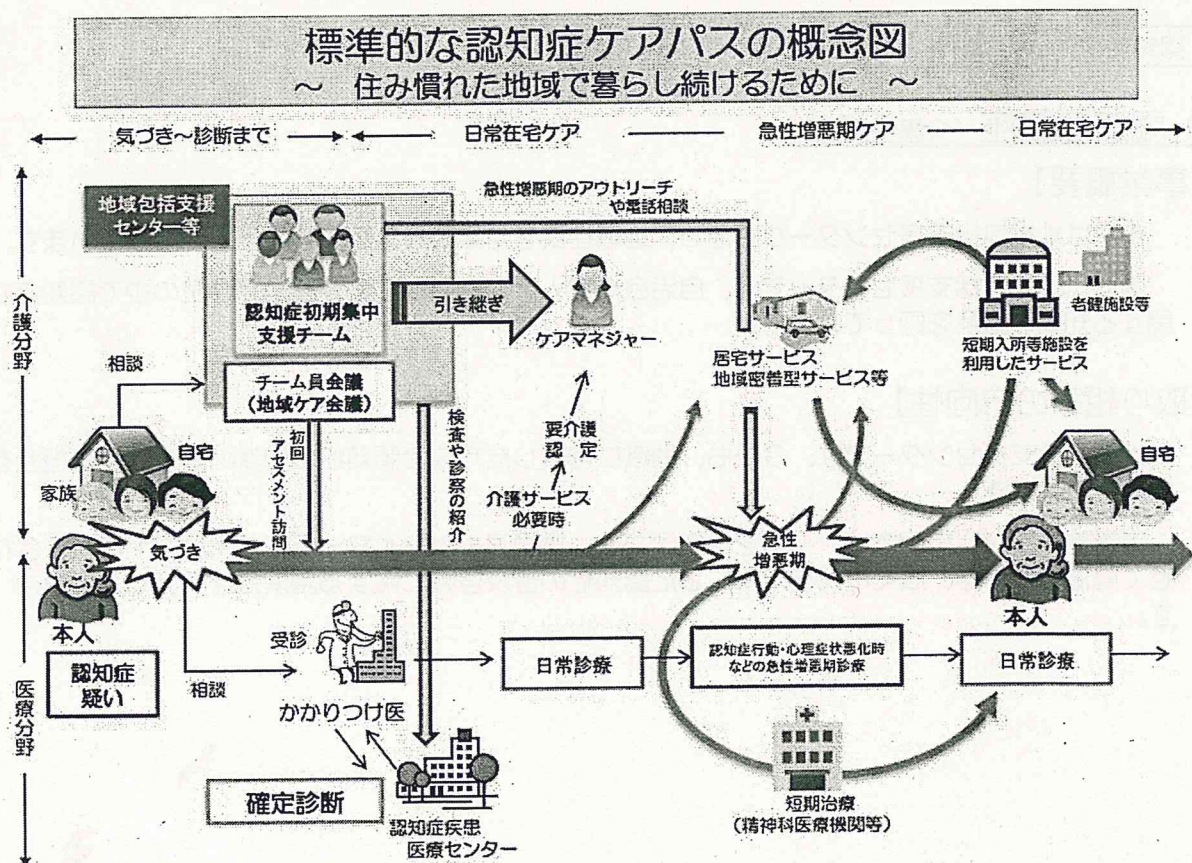 標準的な認知症ケアパスの概念図
～ 住み慣れた地域で暮らし続けるために ～
気づき～診断まで
日常在宅ケア
急性増悪期ケア
日常在宅ケア
介護分野
地域包括支援
センター等
認知症初期集中
支援チーム
チーム員会議
（地域ケア会議）
急性増悪期のアウトリーチ
や電話相談
引き継ぎ
ケアマネジャー
居宅サービス
地域密着型サービス等
老健施設等
短期入所等施設を
利用したサービス
相談
自宅
家族
初回
アセスメント訪問
検査や診察の紹介
要介護
認定
介護サービス
必要時
自宅
気づき
急性
増悪期
本人
本人
医療分野
認知症
疑い
相談
受診
かかりつけ医
日常診療
認知症行動・心理症状悪化時
などの急性増悪期診療
日常診療
確定診断
認知症疾患
医療センター
短期治療
（精神科医療機関等）